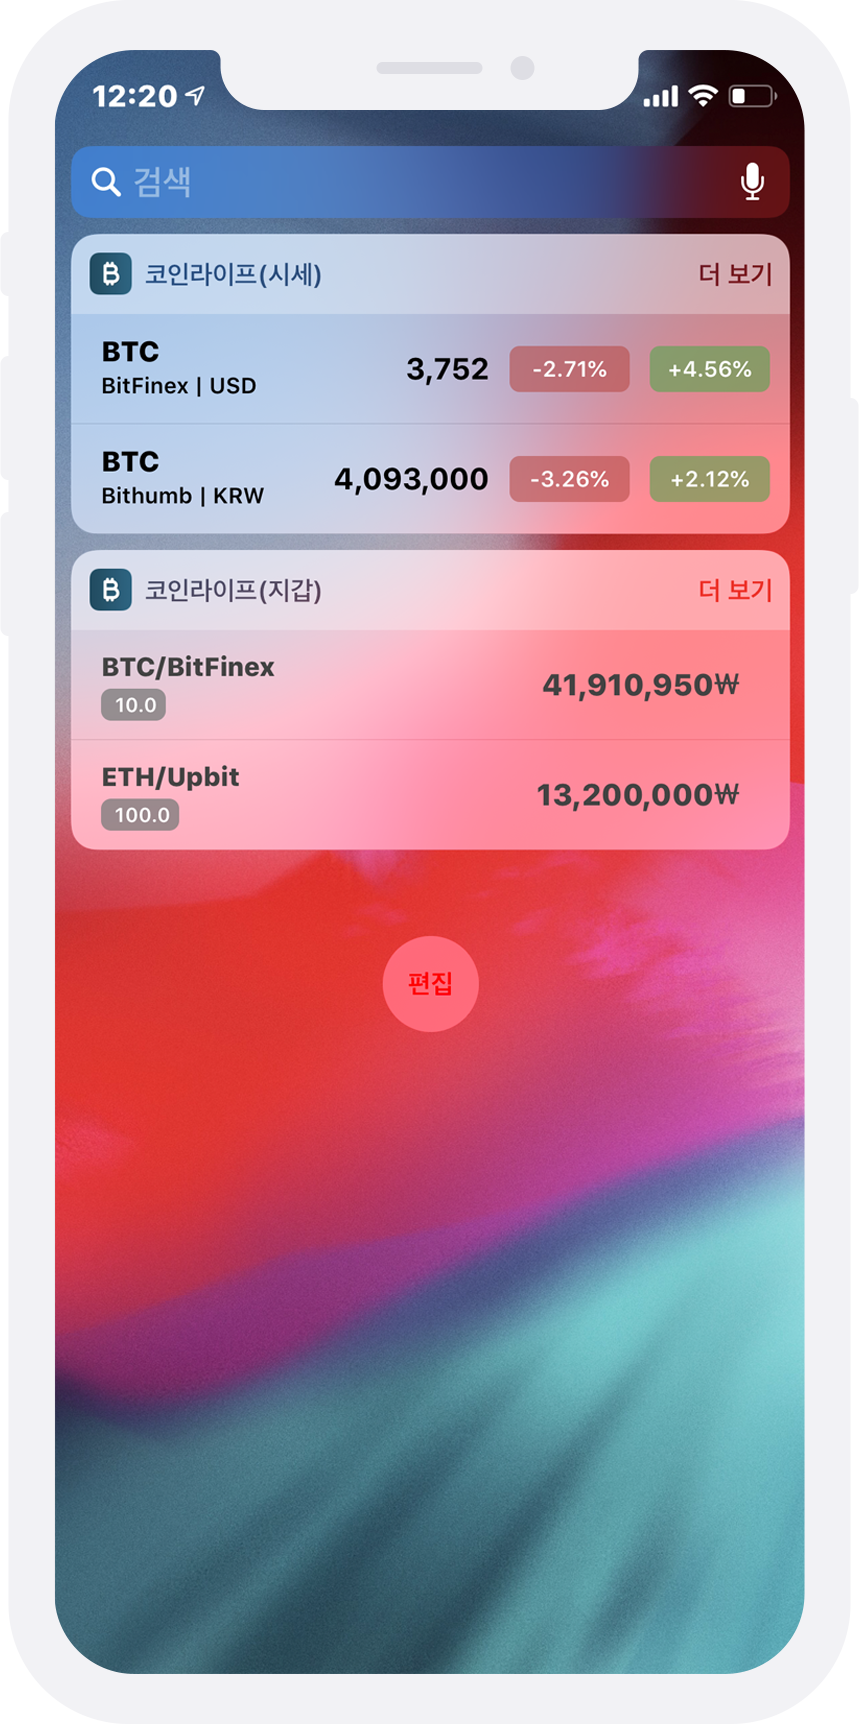 12:20
검색
코인라이프(시세) 더 보기
BTC
BitFinex | USD
3,752 -2.71% +4.56%
BTC
Bithumb | KRW
4,093,000 -3.26% +2.12%
코인라이프(지갑) 더 보기
BTC/BitFinex
10.0
41,910,950₩
ETH/Upbit
100.0
13,200,000₩
편집